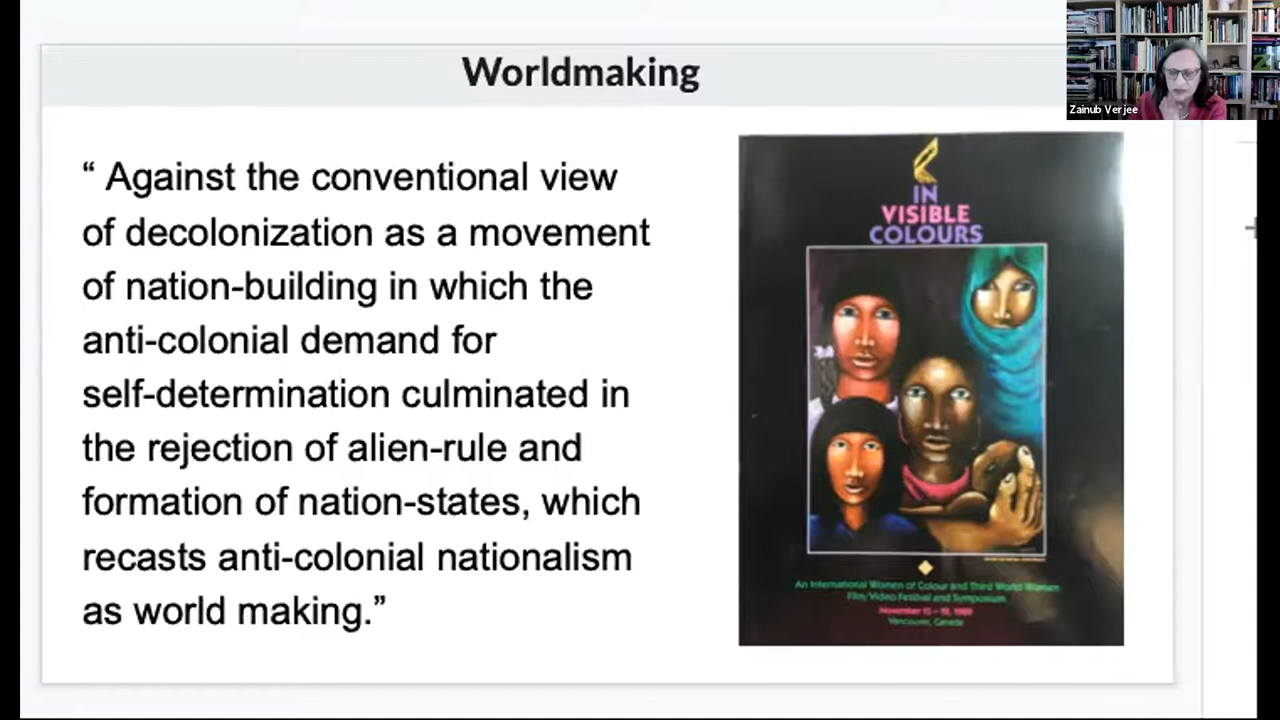 Worldmaking
Zainub Verjee
“ Against the conventional view
of decolonization as a movement
of nation-building in which the
anti-colonial demand for
self-determination culminated in
the rejection of alien-rule and
formation of nation-states, which
recasts anti-colonial nationalism
as world making.”
IN
VISIBLE
COLOURS
An International Women of Colour and Third World Women
Film/Video Festival and Symposium
November 15 – 19, 1989
Vancouver, Canada